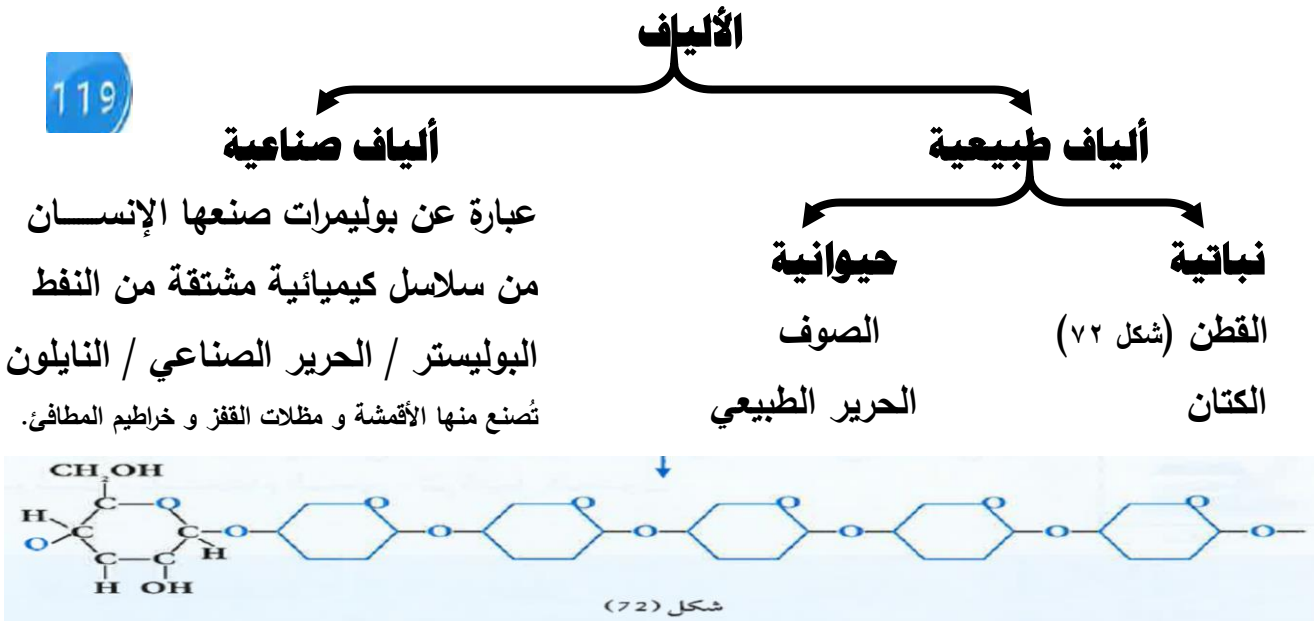 الألياف
119
ألياف طبيعية
ألياف صناعية
نباتية
حيوانية
القطن (شكل ٧٢)
الكتان
الصوف
الحرير الطبيعي
عبارة عن بوليمرات صنعها الإنســـان
من سلاسل كيميائية مشتقة من النفط
البوليستر / الحرير الصناعي / النايلون
تُصنع منها الأقمشة و مظلات القفز و خراطيم المطافئ.
CH₂OH
C O O O O O O
H C C O O O O O O
O H
C C
H OH
شكل (72)